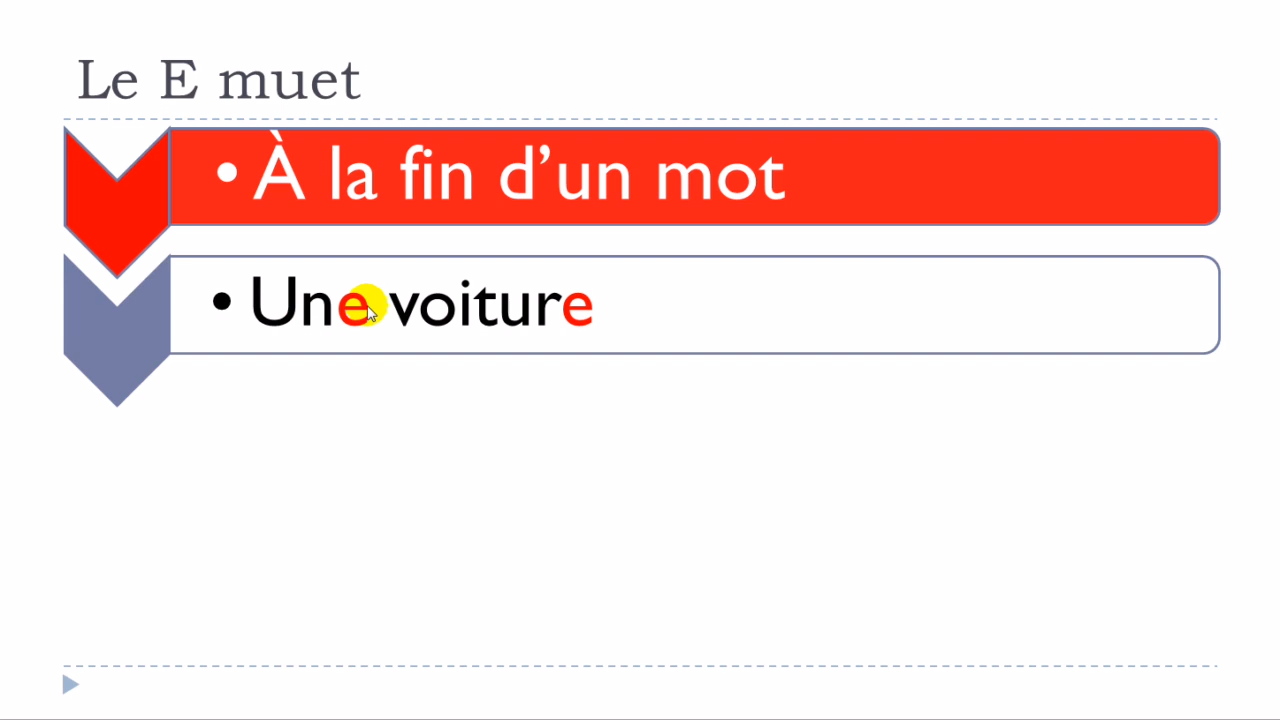 Le E muet
• À la fin d’un mot
• Une voiture